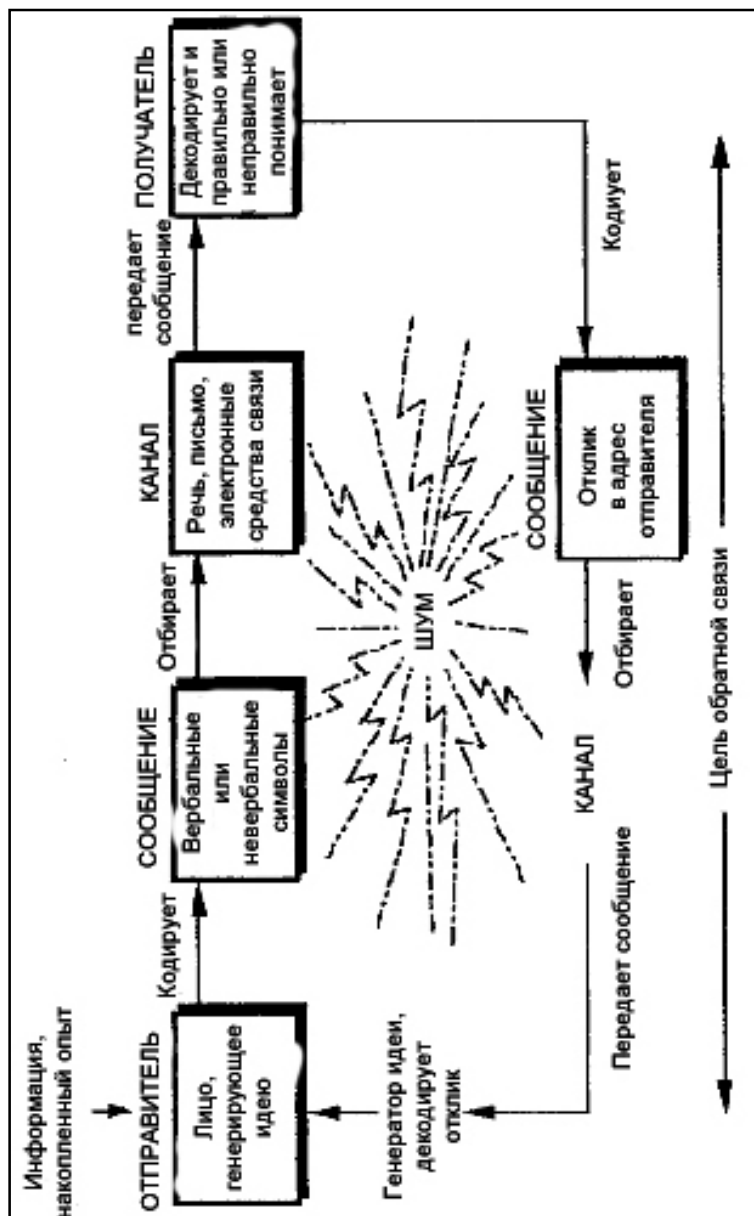 Информация,
накопленный опыт
ОТПРАВИТЕЛЬ
Лицо,
генерирующее
идею
Кодирует
СООБЩЕНИЕ
Вербальные
или
невербальные
символы
Отбирает
КАНАЛ
Речь, письмо,
электронные
средства связи
передает
сообщение
ПОЛУЧАТЕЛЬ
Декодирует и
правильно или
неправильно
понимает
ШУМ
Генератор идеи,
декодирует
отклик
Передает сообщение
КАНАЛ
Отбирает
СООБЩЕНИЕ
Отклик
в адрес
отправителя
Кодиует
Цель обратной связи